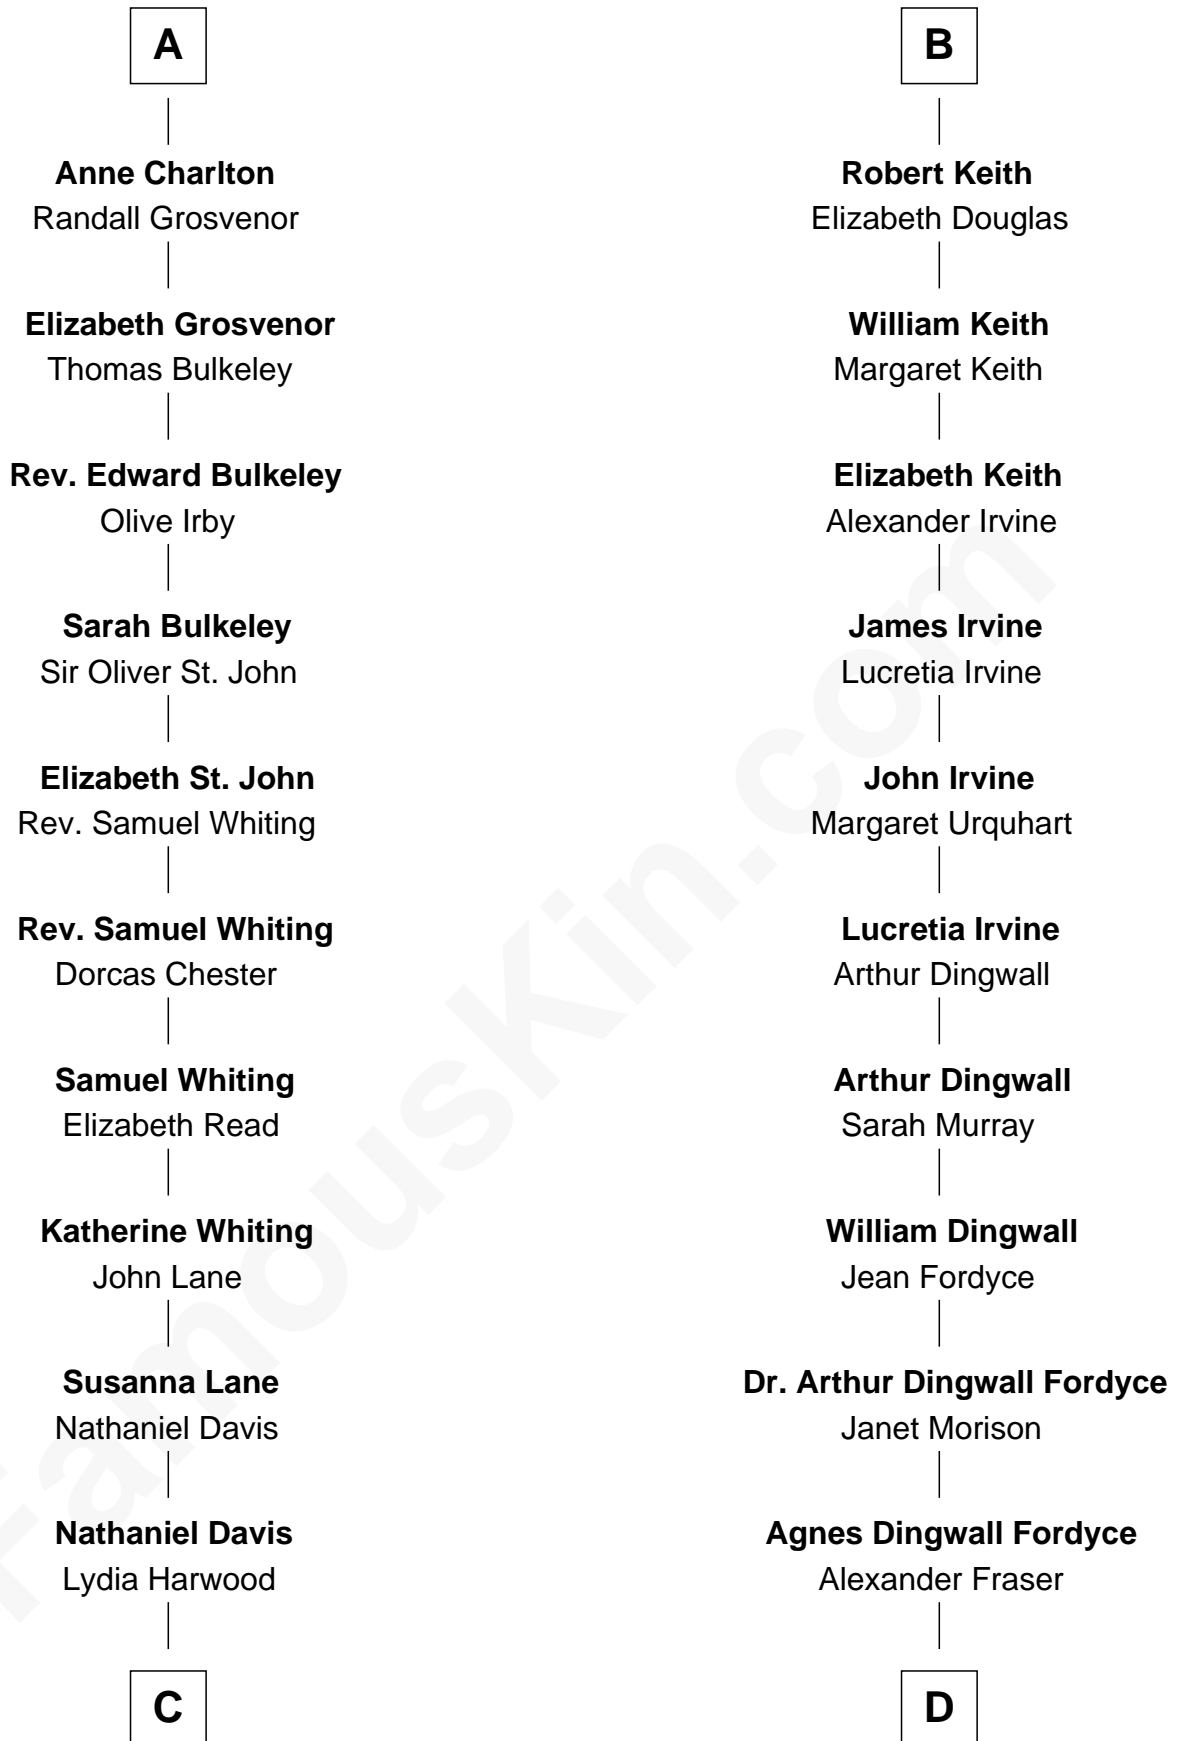 A
Anne Charlton
Randall Grosvenor
Elizabeth Grosvenor
Thomas Bulkeley
Rev. Edward Bulkeley
Olive Irby
Sarah Bulkeley
Sir Oliver St. John
Elizabeth St. John
Rev. Samuel Whiting
Rev. Samuel Whiting
Dorcas Chester
Samuel Whiting
Elizabeth Read
Katherine Whiting
John Lane
Susanna Lane
Nathaniel Davis
Nathaniel Davis
Lydia Harwood
C
B
Robert Keith
Elizabeth Douglas
William Keith
Margaret Keith
Elizabeth Keith
Alexander Irvine
James Irvine
Lucretia Irvine
John Irvine
Margaret Urquhart
Lucretia Irvine
Arthur Dingwall
Arthur Dingwall
Sarah Murray
William Dingwall
Jean Fordyce
Dr. Arthur Dingwall Fordyce
Janet Morison
Agnes Dingwall Fordyce
Alexander Fraser
D
FamousKin.com